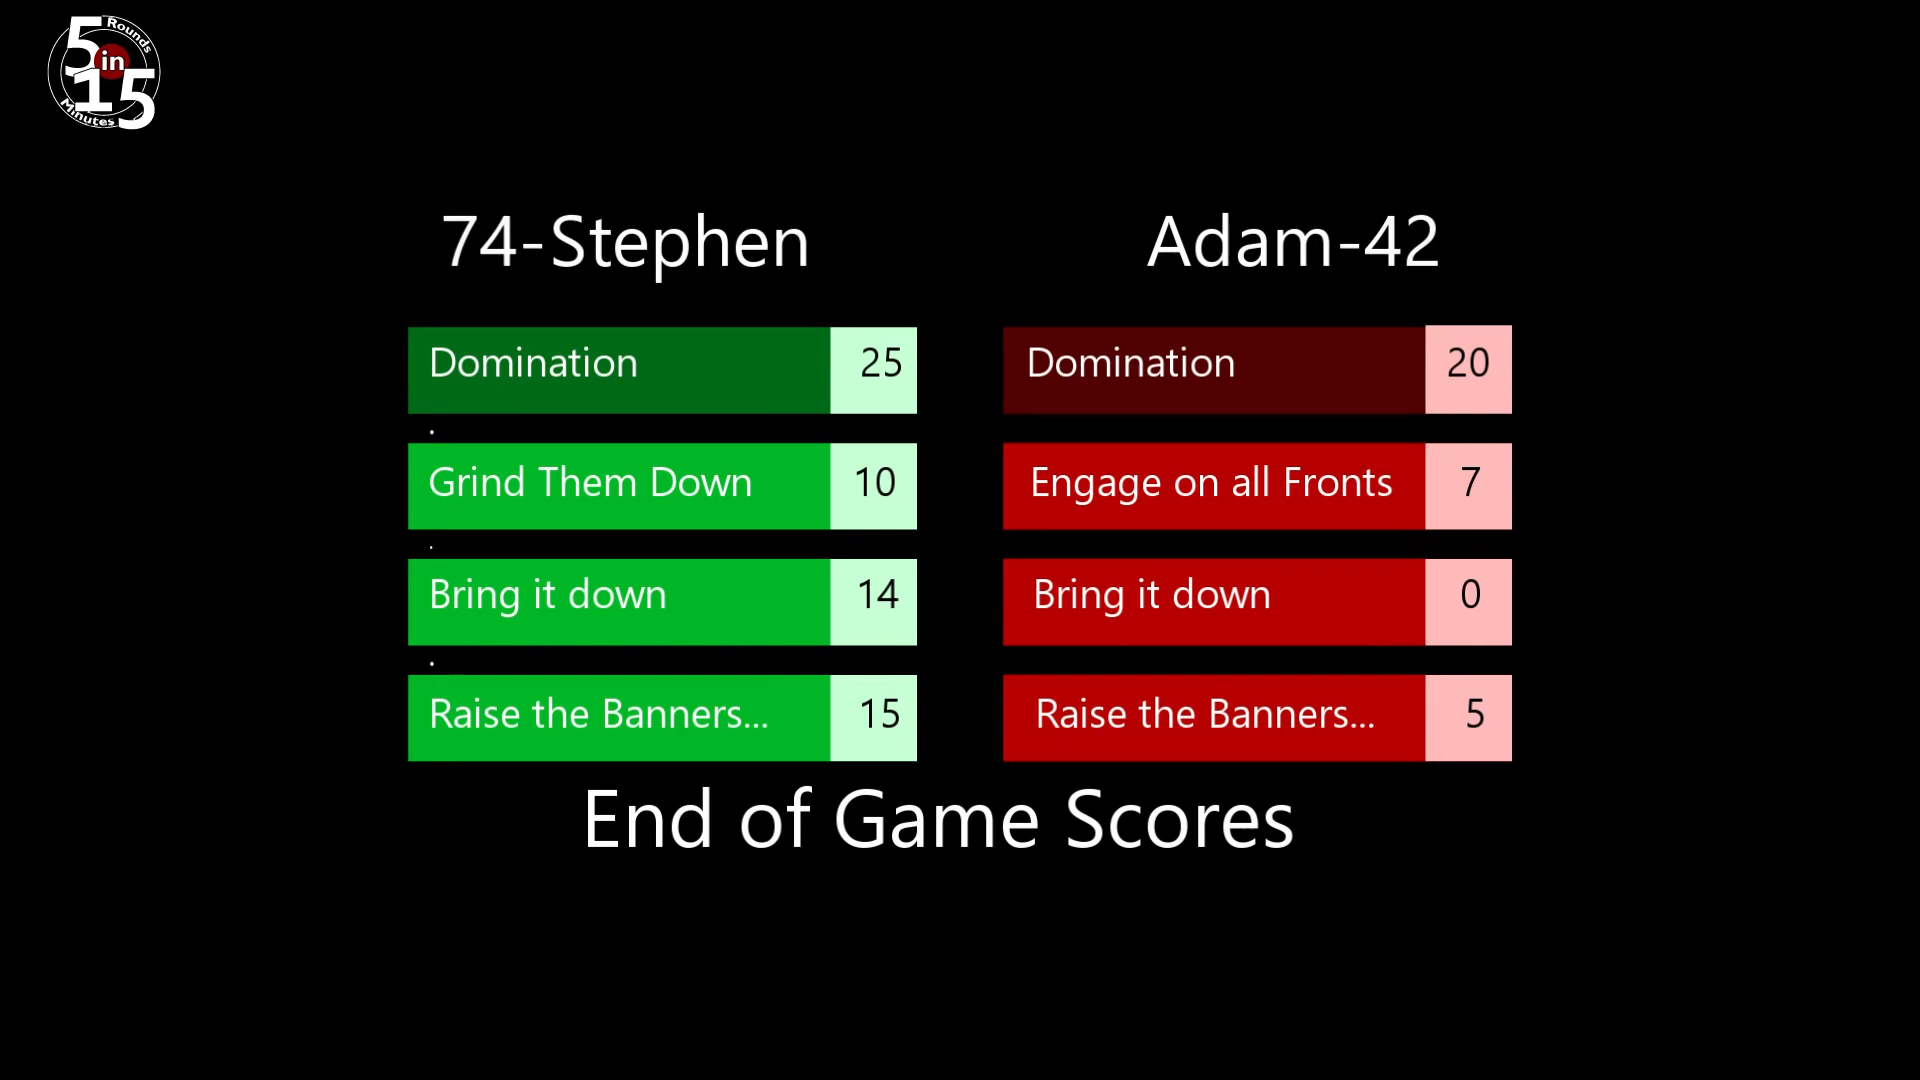 5 Rounds
in
15
Minutes
74-Stephen
Adam-42
Domination 25
Domination 20
.
Grind Them Down 10
Engage on all Fronts 7
.
Bring it down 14
Bring it down 0
.
Raise the Banners... 15
Raise the Banners... 5
End of Game Scores